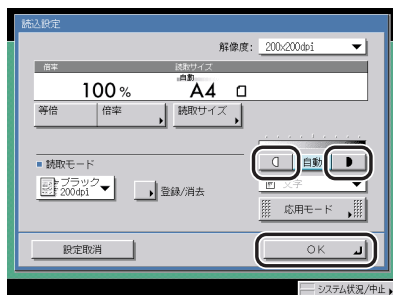 読込設定
解像度: 200x200dpi
倍率
読取サイズ
自動
100 %
A4
等倍
倍率
読取サイズ
読取モード
自動
ブラック
200dpi
登録/消去
文字
応用モード
設定取消
OK
システム状況/中止